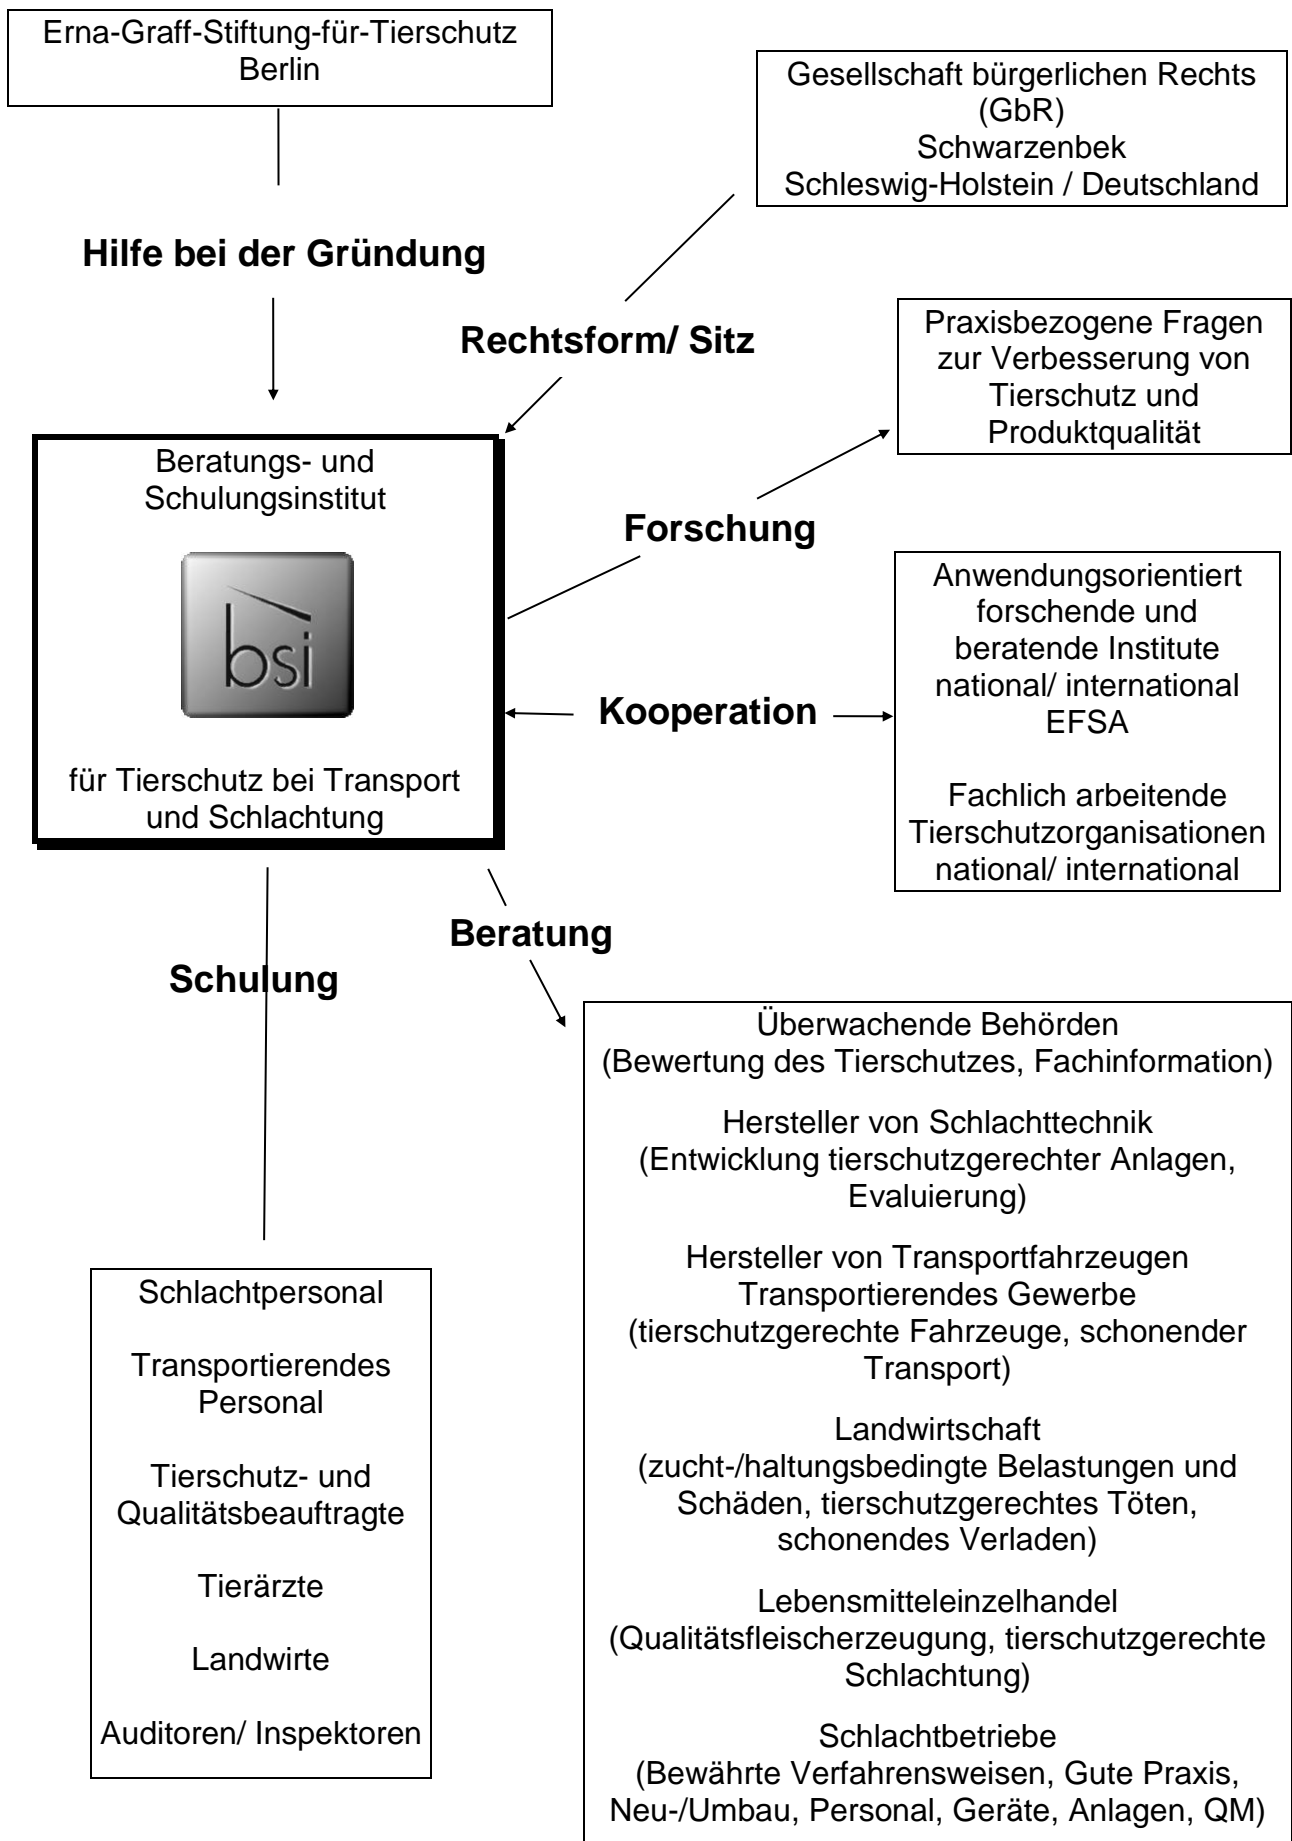 Erna-Graff-Stiftung-für-Tierschutz
Berlin
Gesellschaft bürgerlichen Rechts
(GbR)
Schwarzenbek
Schleswig-Holstein / Deutschland
Hilfe bei der Gründung
Rechtsform/ Sitz
Praxisbezogene Fragen
zur Verbesserung von
Tierschutz und
Produktqualität
Beratungs- und
Schulungsinstitut
bsi
für Tierschutz bei Transport
und Schlachtung
Forschung
Anwendungsorientiert
forschende und
beratende Institute
national/ international
EFSA
Fachlich arbeitende
Tierschutzorganisationen
national/ international
Kooperation
Beratung
Schulung
Überwachende Behörden
(Bewertung des Tierschutzes, Fachinformation)
Hersteller von Schlachttechnik
(Entwicklung tierschutzgerechter Anlagen,
Evaluierung)
Hersteller von Transportfahrzeugen
Transportierendes Gewerbe
(tierschutzgerechte Fahrzeuge, schonender
Transport)
Landwirtschaft
(zucht-/haltungsbedingte Belastungen und
Schäden, tierschutzgerechtes Töten,
schonendes Verladen)
Lebensmitteleinzelhandel
(Qualitätsfleischerzeugung, tierschutzgerechte
Schlachtung)
Schlachtbetriebe
(Bewährte Verfahrensweisen, Gute Praxis,
Neu-/Umbau, Personal, Geräte, Anlagen, QM)
Schlachtpersonal
Transportierendes
Personal
Tierschutz- und
Qualitätsbeauftragte
Tierärzte
Landwirte
Auditoren/ Inspektoren